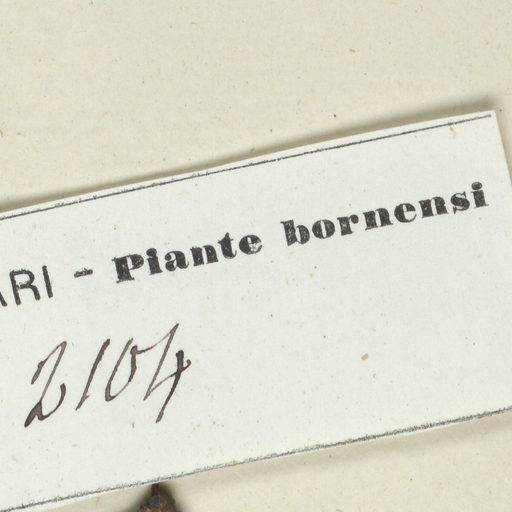 ARI - Piante bornensi
2104